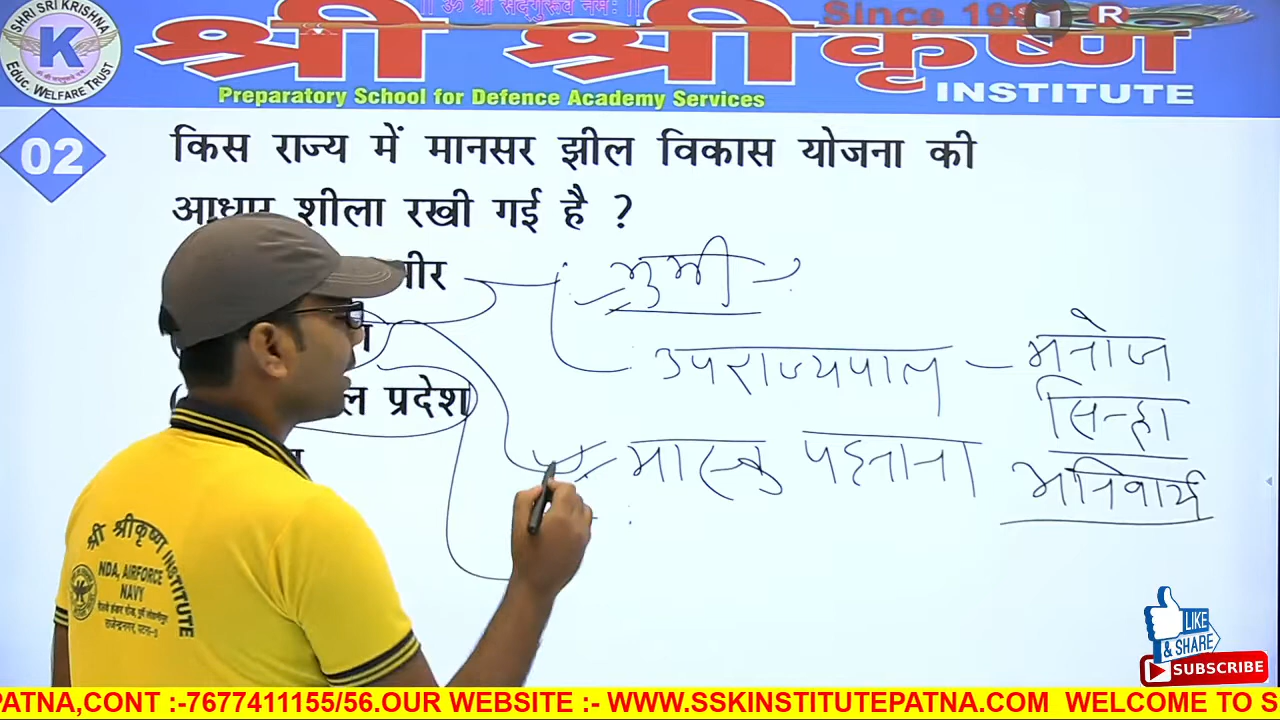 || ॐ श्री सद्गुरूवे नमः ||
Since 19
SHRI SRI KRISHNA
K
Educ. WELFARE TRUST
श्री श्रीकृष्ण
R
Preparatory School for Defence Academy Services
INSTITUTE
02
किस राज्य में मानसर झील विकास योजना की
आधार शीला रखी गई है ?
उपराज्यपाल – मनोज
सिन्हा
प्रदेश
अनिवार्य
श्री श्रीकृष्ण INSTITUTE
NDA, AIRFORCE
NAVY
LIKE
& SHARE
SUBSCRIBE
PATNA,CONT :-7677411155/56.OUR WEBSITE :- WWW.SSKINSTITUTEPATNA.COM WELCOME TO S